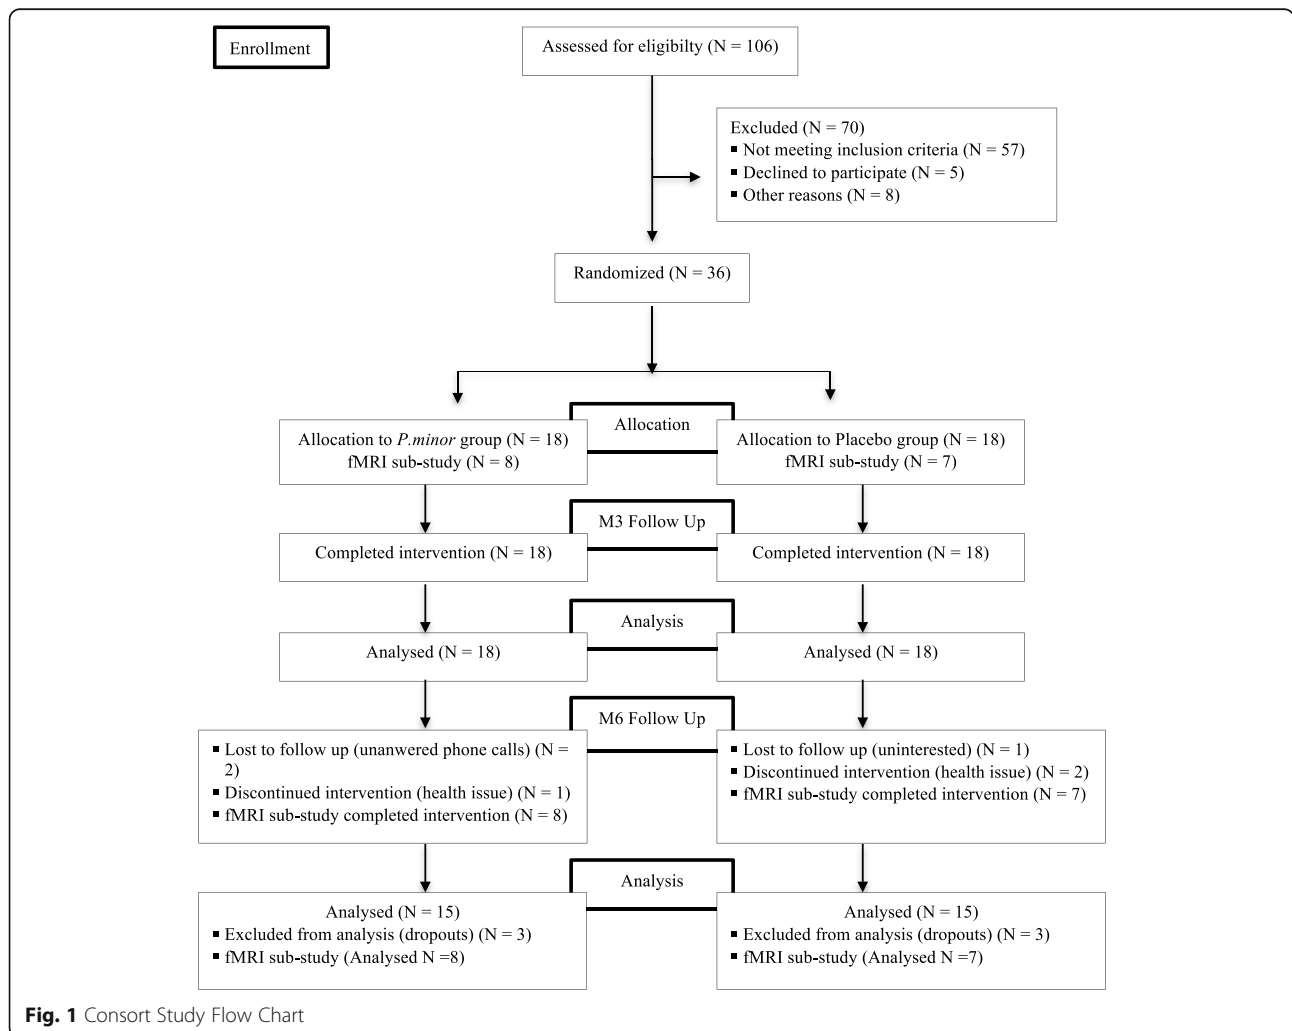 Enrollment
Assessed for eligibilty (N = 106)
Excluded (N = 70)
▪ Not meeting inclusion criteria (N = 57)
▪ Declined to participate (N = 5)
▪ Other reasons (N = 8)
Randomized (N = 36)
Allocation
Allocation to P.minor group (N = 18)
fMRI sub-study (N = 8)
Allocation to Placebo group (N = 18)
fMRI sub-study (N = 7)
M3 Follow Up
Completed intervention (N = 18)
Completed intervention (N = 18)
Analysis
Analysed (N = 18)
Analysed (N = 18)
M6 Follow Up
▪ Lost to follow up (unanwered phone calls) (N =
2)
▪ Discontinued intervention (health issue) (N = 1)
▪ fMRI sub-study completed intervention (N = 8)
▪ Lost to follow up (uninterested) (N = 1)
▪ Discontinued intervention (health issue) (N = 2)
▪ fMRI sub-study completed intervention (N = 7)
Analysis
Analysed (N = 15)
▪ Excluded from analysis (dropouts) (N = 3)
▪ fMRI sub-study (Analysed N =8)
Analysed (N = 15)
▪ Excluded from analysis (dropouts) (N = 3)
▪ fMRI sub-study (Analysed N =7)
Fig. 1 Consort Study Flow Chart